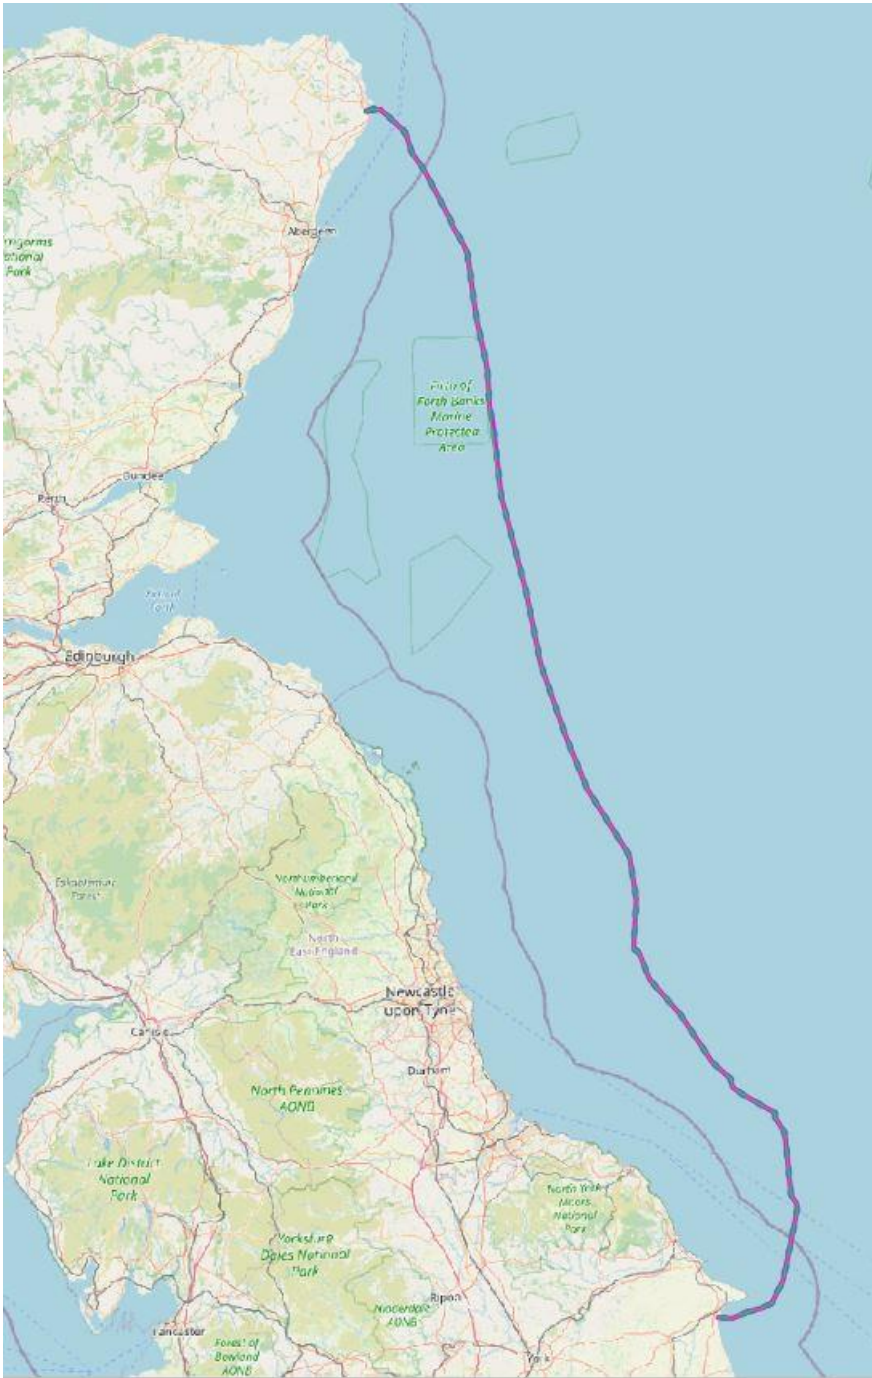 Aberdeen
National
Park
Firth of
Forth Banks
Marine
Protected
Area
Dundee
Perth
Edinburgh
Northumberland
National
Park
North
East England
Newcastle
upon Tyne
Carlisle
Durham
North Pennines
AONB
Lake District
National
Park
North York
Moors
National
Park
Yorkshire
Dales National
Park
Ripon
Nidderdale
AONB
Lancaster
York
Forest of
Bowland
AONB